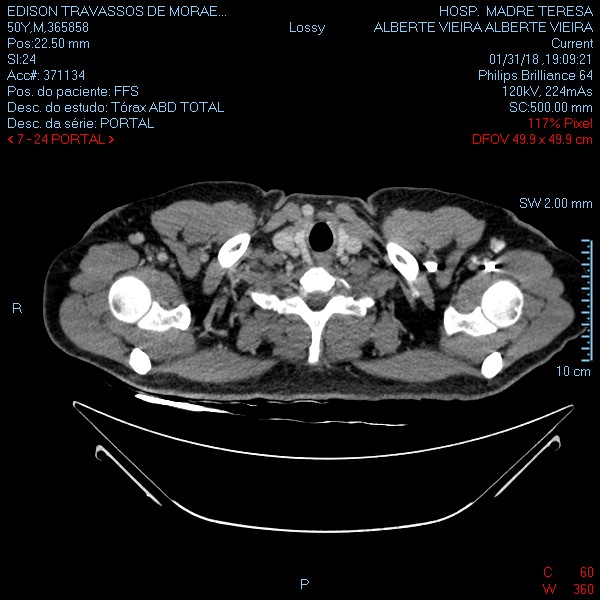 EDISON TRAVASSOS DE MORAE...
50Y,M,365858
Pos:22.50 mm
SI:24
Acc#: 371134
Pos. do paciente: FFS
Desc. do estudo: Tórax ABD TOTAL
Desc. da série: PORTAL
< 7 - 24 PORTAL >
Lossy
HOSP. MADRE TERESA
ALBERTE VIEIRA ALBERTE VIEIRA
Current
01/31/18 ,19:09:21
Philips Brilliance 64
120kV, 224mAs
SC:500.00 mm
117% Pixel
DFOV 49.9 x 49.9 cm
SW 2.00 mm
R
10 cm
P
C 60
W 360